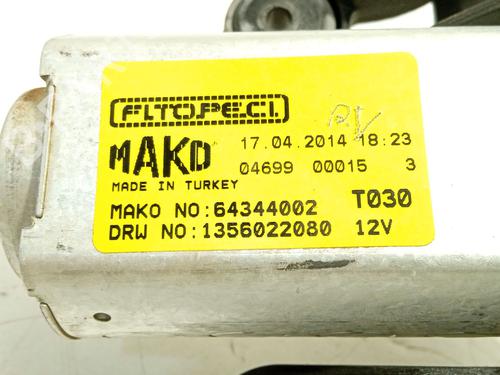 FLTOPECI.
MAKO
17.04.2014 18:23
04699 00015 3
MADE IN TURKEY
MAKO NO:64344002 T030
DRW NO:1356022080 12V